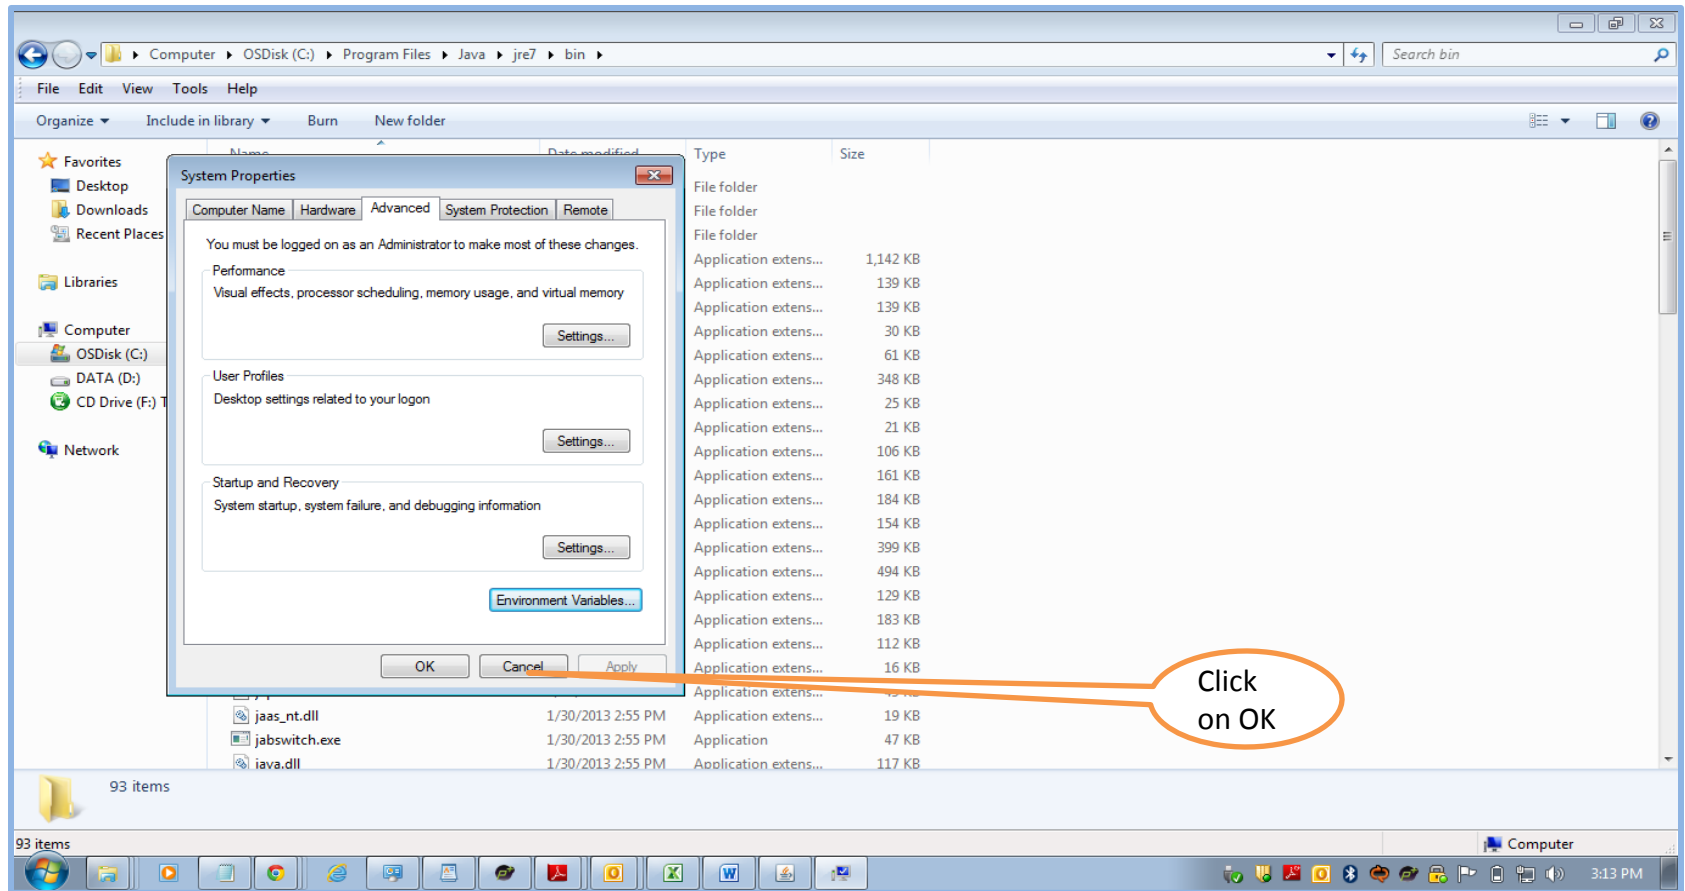 Computer ▸ OSDisk (C:) ▸ Program Files ▸ Java ▸ jre7 ▸ bin ▸
Search bin
File Edit View Tools Help
Organize Include in library Burn New folder
Name Date modified Type Size
Favorites
Desktop
Downloads
Recent Places
Libraries
Computer
OSDisk (C:)
DATA (D:)
CD Drive (F:) T
Network
System Properties
Computer Name Hardware Advanced System Protection Remote
You must be logged on as an Administrator to make most of these changes.
Performance
Visual effects, processor scheduling, memory usage, and virtual memory
Settings...
User Profiles
Desktop settings related to your logon
Settings...
Startup and Recovery
System startup, system failure, and debugging information
Settings...
Environment Variables...
OK Cancel Apply
File folder
File folder
File folder
Application extens... 1,142 KB
Application extens... 139 KB
Application extens... 139 KB
Application extens... 30 KB
Application extens... 61 KB
Application extens... 348 KB
Application extens... 25 KB
Application extens... 21 KB
Application extens... 106 KB
Application extens... 161 KB
Application extens... 184 KB
Application extens... 154 KB
Application extens... 399 KB
Application extens... 494 KB
Application extens... 129 KB
Application extens... 183 KB
Application extens... 112 KB
Application extens... 16 KB
Application extens... KB
jaas_nt.dll 1/30/2013 2:55 PM Application extens... 19 KB
jabswitch.exe 1/30/2013 2:55 PM Application 47 KB
java.dll 1/30/2013 2:55 PM Application extens... 117 KB
Click
on OK
93 items
93 items
Computer
3:13 PM